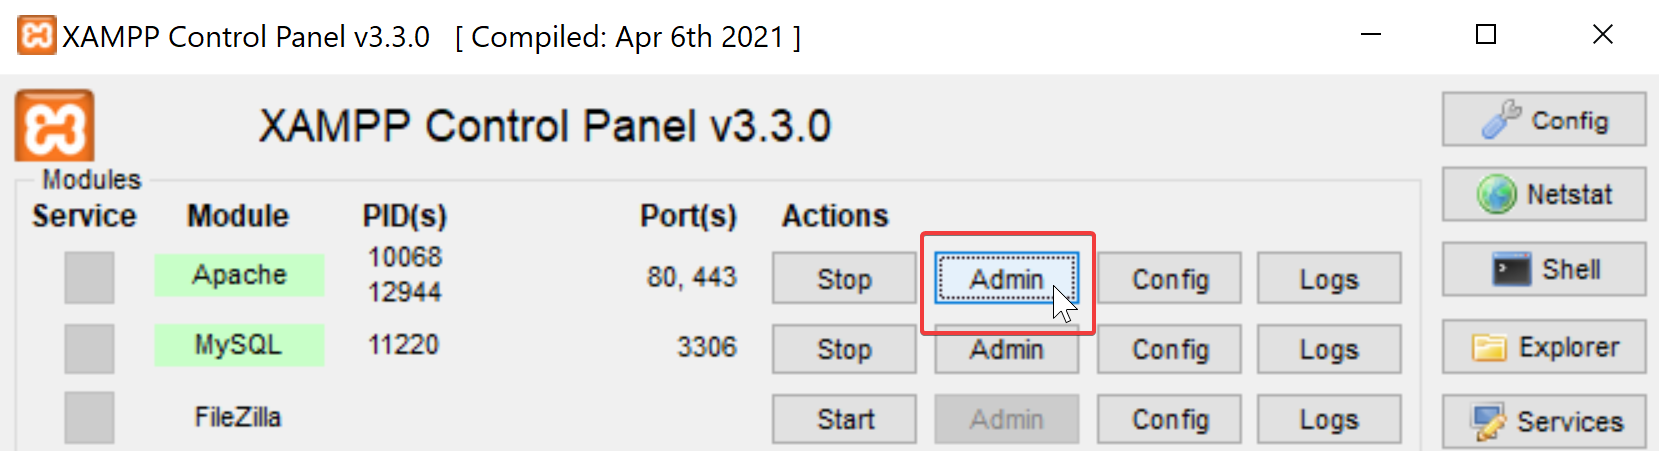 XAMPP Control Panel v3.3.0 [ Compiled: Apr 6th 2021 ]
XAMPP Control Panel v3.3.0
Config
Modules
Netstat
Service Module PID(s) Port(s) Actions
Apache 10068 12944 80, 443 Stop Admin Config Logs
Shell
MySQL 11220 3306 Stop Admin Config Logs
Explorer
FileZilla Start Admin Config Logs
Services